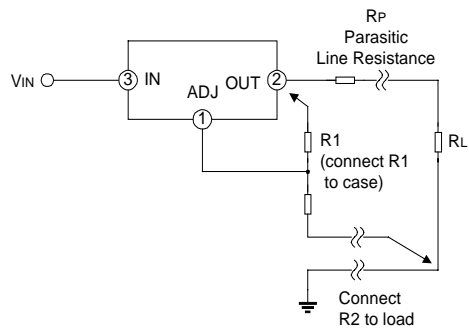 RP
Parasitic
Line Resistance
VIN
3
IN
ADJ
OUT
2
1
R1
(connect R1
to case)
RL
Connect
R2 to load